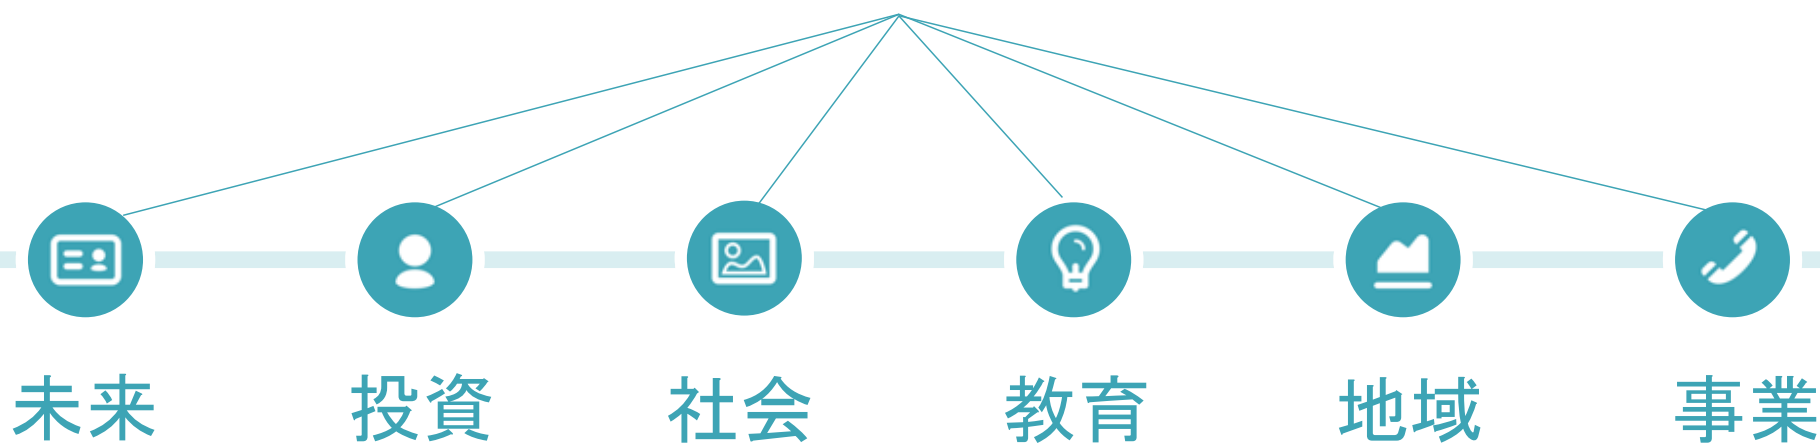 未来 投資 社会 教育 地域 事業